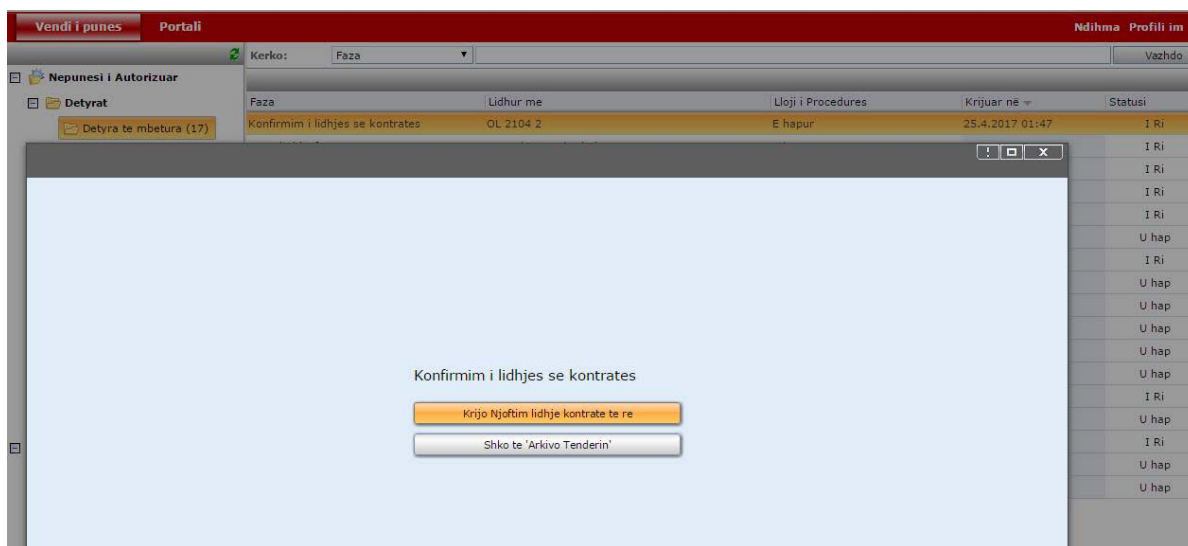 Vendi i punes Portali Ndihma Profili im
Kerko: Faza Vazhdo
Nepunesi i Autorizuar
Detyrat
Faza Lidhur me Lloji i Procedures Krijuar në Statusi
Detyra te mbetura (17)
Konfirmim i lidhjes se kontrates OL 2104 2 E hapur 25.4.2017 01:47 I Ri
I Ri
I Ri
I Ri
U hap
I Ri
U hap
U hap
U hap
U hap
U hap
I Ri
U hap
I Ri
U hap
U hap
Konfirmim i lidhjes se kontrates
Krijo Njoftim lidhje kontrate te re
Shko te 'Arkivo Tenderin'